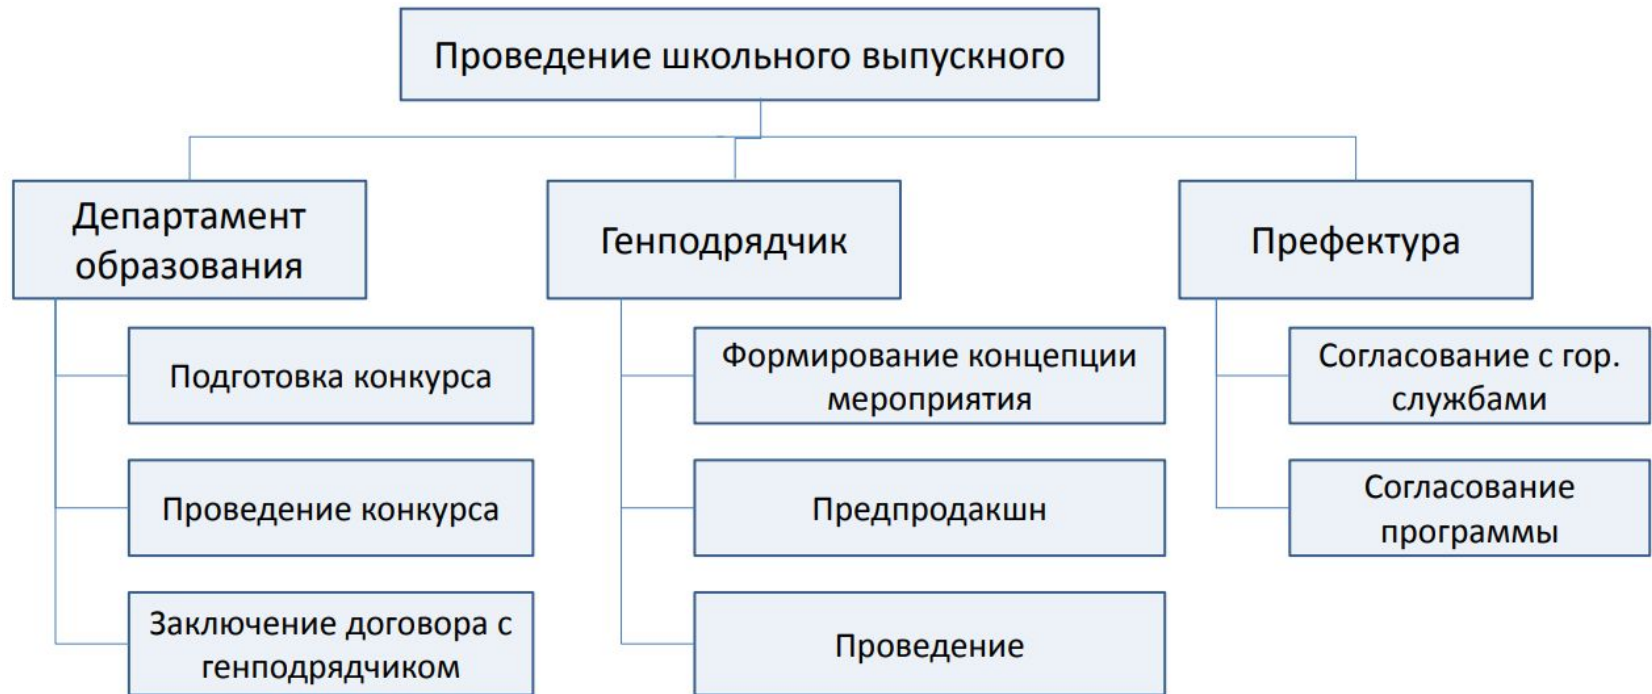 Проведение школьного выпускного
Департамент
образования
Подготовка конкурса
Проведение конкурса
Заключение договора с
генподрядчиком
Генподрядчик
Формирование концепции
мероприятия
Предпродакшн
Проведение
Префектура
Согласование с гор.
службами
Согласование
программы